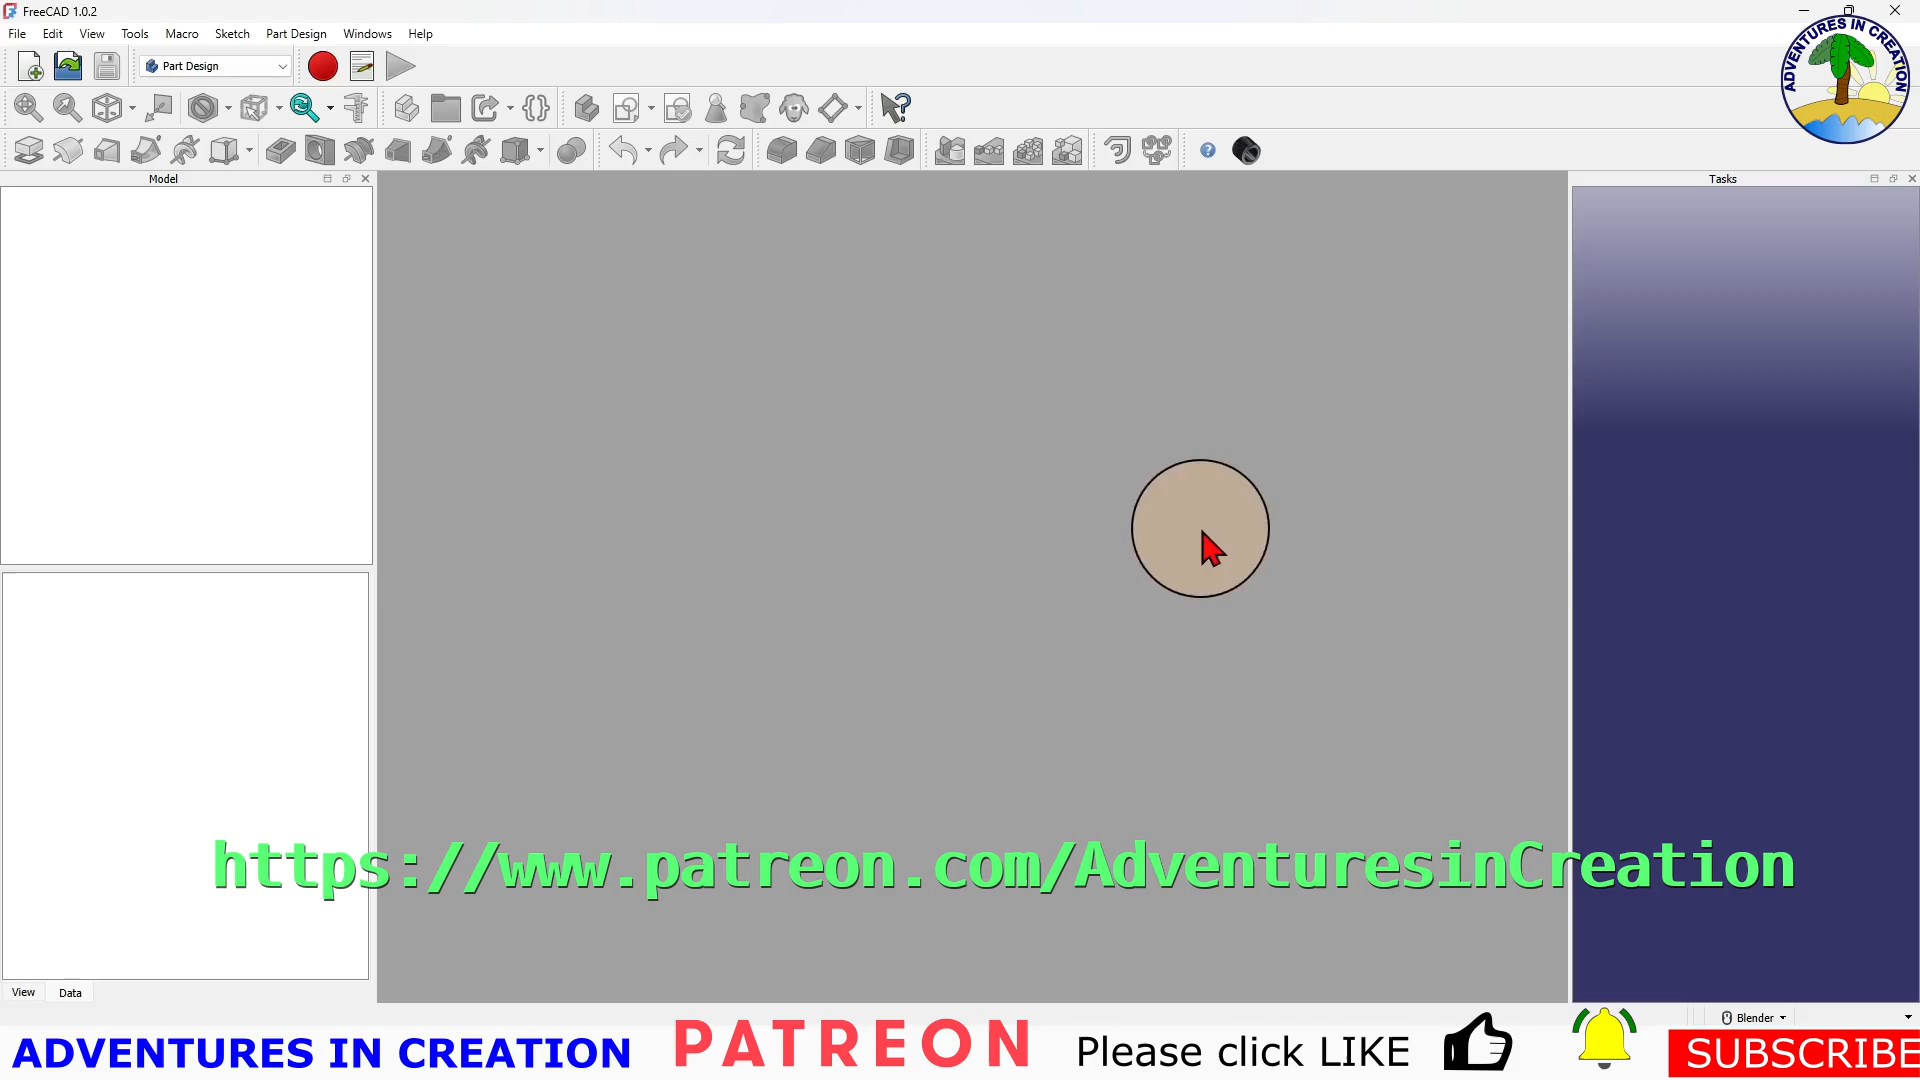 FreeCAD 1.0.2
File Edit View Tools Macro Sketch Part Design Windows Help
ADVENTURES IN CREATION
Part Design
Model
Tasks
https://www.patreon.com/AdventuresinCreation
View Data
Blender
ADVENTURES IN CREATION
PATREON
Please click LIKE
SUBSCRIBE